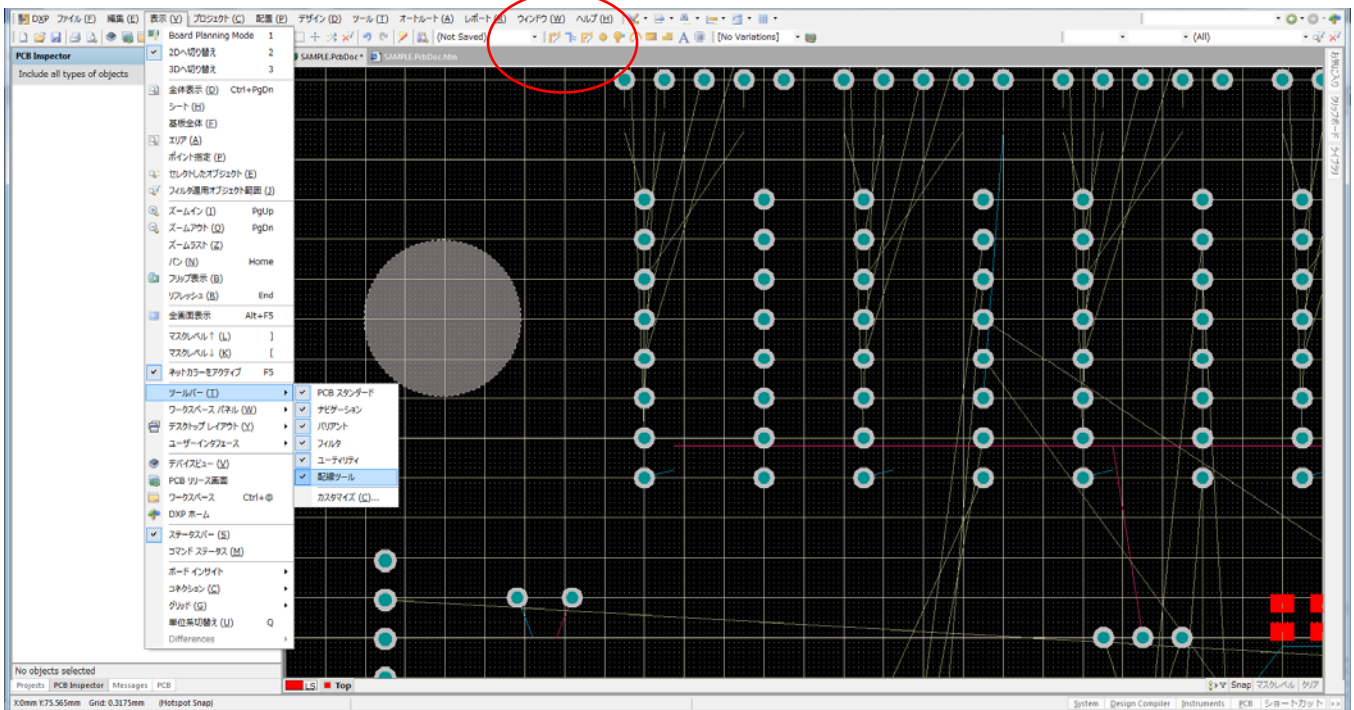 DXP ファイル (F) 編集 (E) 表示 (V) プロジェクト (C) 配置 (P) デザイン (D) ツール (T) オートルート (A) レポート (R) ウィンドウ (W) ヘルプ (H)
(Not Saved) [No Variations] (All)
PCB Inspector
SAMPLE.PcbDoc * SAMPLE.PcbDoc.htm
Include all types of objects
Board Planning Mode 1
2Dへ切り替え 2
3Dへ切り替え 3
全体表示 (D) Ctrl+PgDn
シート (H)
基板全体 (F)
エリア (A)
ポイント指定 (P)
セレクトしたオブジェクト (E)
フィルタ適用オブジェクト範囲 (J)
ズームイン (I) PgUp
ズームアウト (O) PgDn
ズームラスト (Z)
パン (N) Home
フリップ表示 (B)
リフレッシュ (R) End
全画面表示 Alt+F5
マスクレベル↑ (L) ]
マスクレベル↓ (K) [
ネットカラーをアクティブ F5
ツールバー (T)
ワークスペース パネル (W)
デスクトップ レイアウト (Y)
ユーザーインタフェース
デバイスビュー (V)
PCB リリース画面
ワークスペース Ctrl+@
DXP ホーム
ステータスバー (S)
コマンド ステータス (M)
ボード インサイト
コネクション (C)
グリッド (G)
単位系切替え (U) Q
Differences
PCB スタンダード
ナビゲーション
バリアント
フィルタ
ユーティリティ
配線ツール
カスタマイズ (C)...
お気に入り
クリップボード
ライブラリ
No objects selected
Projects PCB Inspector Messages PCB
LS Top
Snap マスクレベル クリア
X:0mm Y:75.565mm Grid: 0.3175mm (Hotspot Snap)
System Design Compiler Instruments PCB ショートカット >>